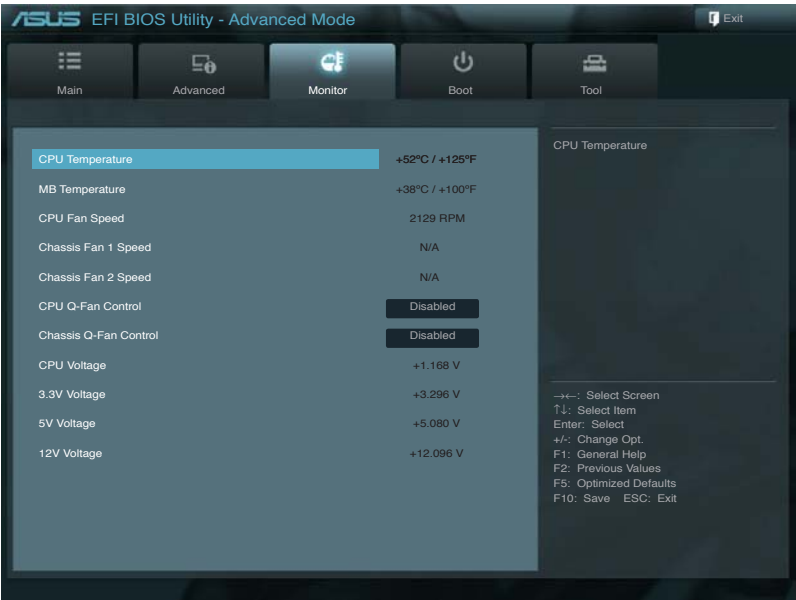 ASUS EFI BIOS Utility - Advanced Mode
Exit
Main
Advanced
Monitor
Boot
Tool
CPU Temperature +52ºC / +125ºF
MB Temperature +38ºC / +100ºF
CPU Fan Speed 2129 RPM
Chassis Fan 1 Speed N/A
Chassis Fan 2 Speed N/A
CPU Q-Fan Control Disabled
Chassis Q-Fan Control Disabled
CPU Voltage +1.168 V
3.3V Voltage +3.296 V
5V Voltage +5.080 V
12V Voltage +12.096 V
CPU Temperature
→←: Select Screen
↑↓: Select Item
Enter: Select
+/-: Change Opt.
F1: General Help
F2: Previous Values
F5: Optimized Defaults
F10: Save ESC: Exit